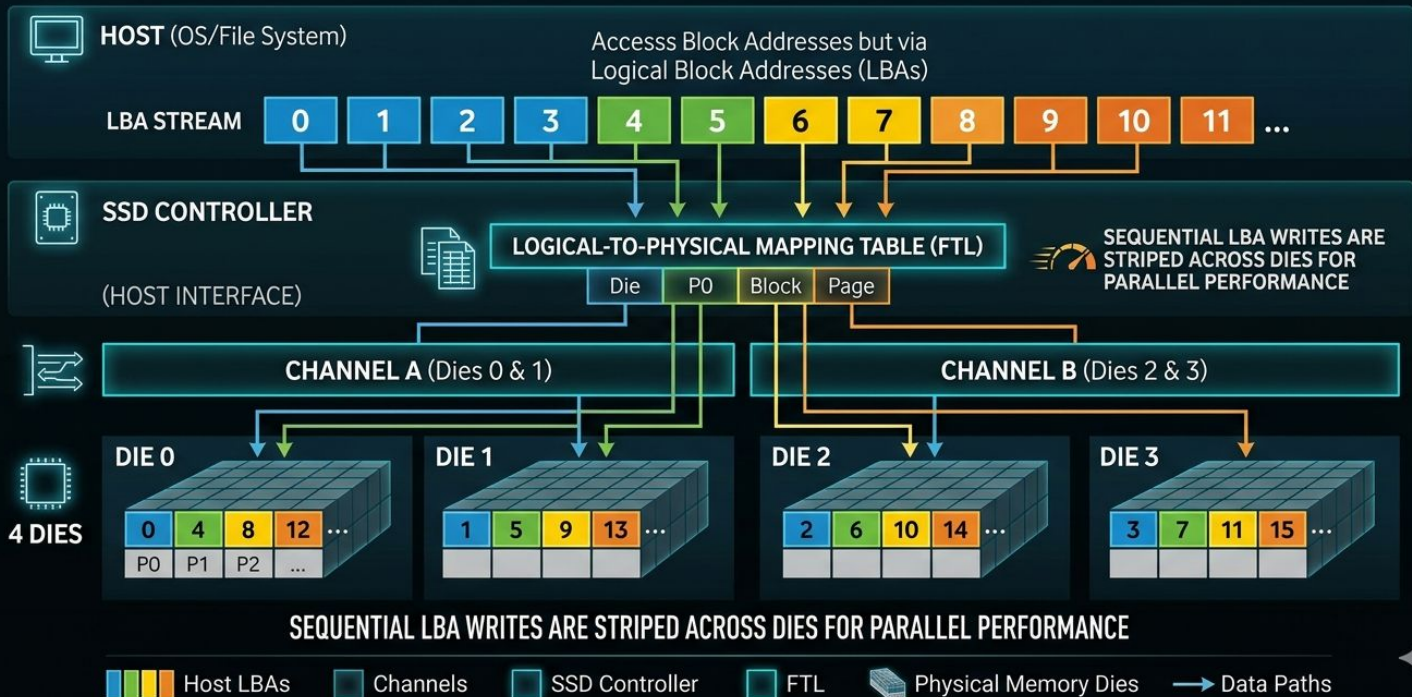 HOST (OS/File System)
Accesss Block Addresses but via
Logical Block Addresses (LBAs)
LBA STREAM 0 1 2 3 4 5 6 7 8 9 10 11 ...
SSD CONTROLLER
LOGICAL-TO-PHYSICAL MAPPING TABLE (FTL)
SEQUENTIAL LBA WRITES ARE
STRIPED ACROSS DIES FOR
PARALLEL PERFORMANCE
(HOST INTERFACE)
Die P0 Block Page
CHANNEL A (Dies 0 & 1)
CHANNEL B (Dies 2 & 3)
4 DIES
DIE 0
0 4 8 12 ...
P0 P1 P2 ...
DIE 1
1 5 9 13 ...
DIE 2
2 6 10 14 ...
DIE 3
3 7 11 15 ...
SEQUENTIAL LBA WRITES ARE STRIPED ACROSS DIES FOR PARALLEL PERFORMANCE
Host LBAs Channels SSD Controller FTL Physical Memory Dies Data Paths